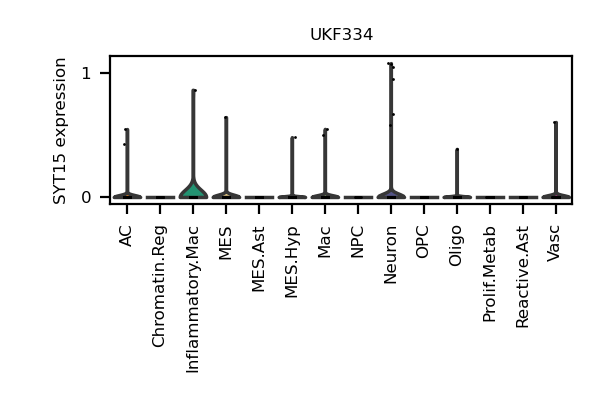 UKF334
SYT15 expression
1
0
AC
Chromatin.Reg
Inflammatory.Mac
MES
MES.Ast
MES.Hyp
Mac
NPC
Neuron
OPC
Oligo
Prolif.Metab
Reactive.Ast
Vasc